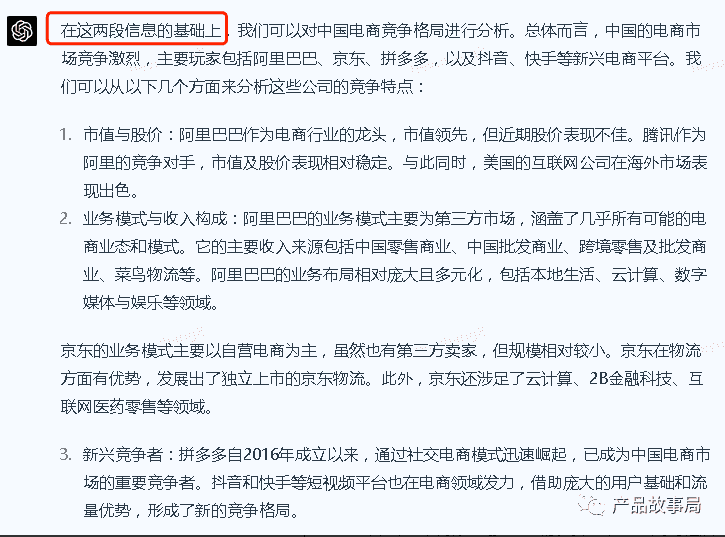 在这两段信息的基础上，我们可以对中国电商竞争格局进行分析。总体而言，中国的电商市
场竞争激烈，主要玩家包括阿里巴巴、京东、拼多多，以及抖音、快手等新兴电商平台。我
们可以从以下几个方面来分析这些公司的竞争特点：
1. 市值与股价：阿里巴巴作为电商行业的龙头，市值领先，但近期股价表现不佳。腾讯作为
阿里的竞争对手，市值及股价表现相对稳定。与此同时，美国的互联网公司在海外市场表
现出色。
2. 业务模式与收入构成：阿里巴巴的业务模式主要为第三方市场，涵盖了几乎所有可能的电
商业态和模式。它的主要收入来源包括中国零售商业、中国批发商业、跨境零售及批发商
业、菜鸟物流等。阿里巴巴的业务布局相对庞大且多元化，包括本地生活、云计算、数字
媒体与娱乐等领域。
京东的业务模式主要以自营电商为主，虽然也有第三方卖家，但规模相对较小。京东在物流
方面有优势，发展出了独立上市的京东物流。此外，京东还涉足了云计算、2B金融科技、互
联网医药零售等领域。
3. 新兴竞争者：拼多多自2016年成立以来，通过社交电商模式迅速崛起，已成为中国电商市
场的重要竞争者。抖音和快手等短视频平台也在电商领域发力，借助庞大的用户基础和流
量优势，形成了新的竞争格局。
产品故事局